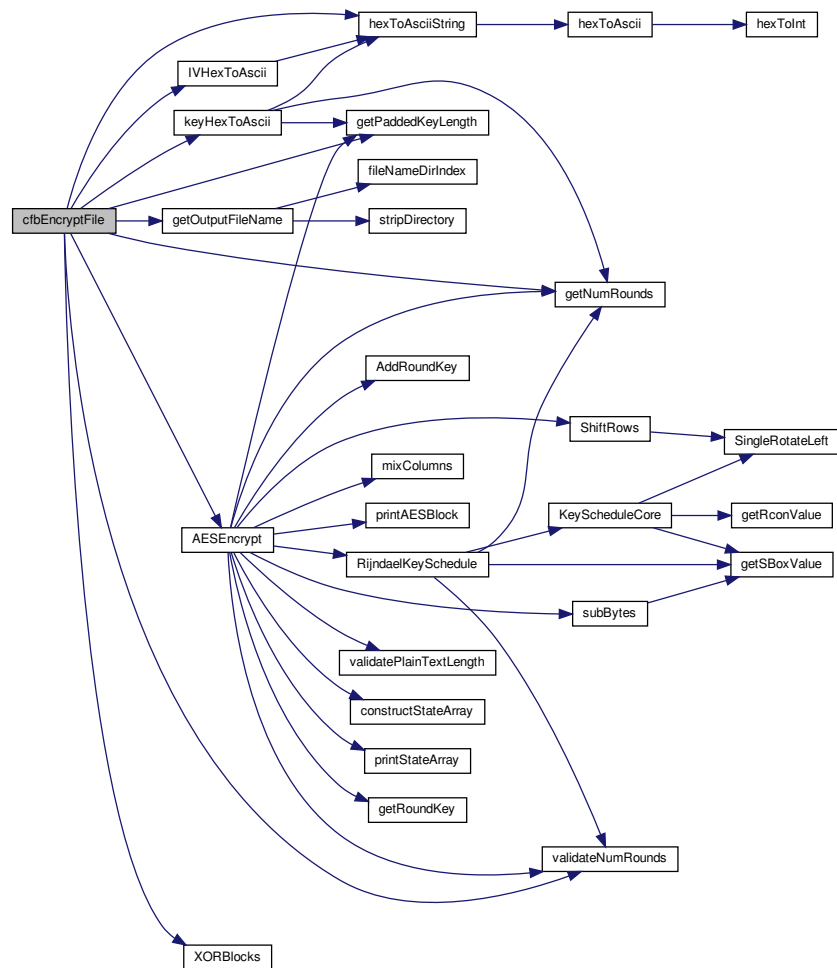 hexToAsciiString
hexToAscii
hexToInt
IVHexToAscii
keyHexToAscii
getPaddedKeyLength
fileNameDirIndex
cfbEncryptFile
getOutputFileName
stripDirectory
getNumRounds
AddRoundKey
ShiftRows
SingleRotateLeft
mixColumns
printAESBlock
KeyScheduleCore
getRconValue
AESEncrypt
RijndaelKeySchedule
getSBoxValue
subBytes
validatePlainTextLength
constructStateArray
printStateArray
getRoundKey
validateNumRounds
XORBlocks